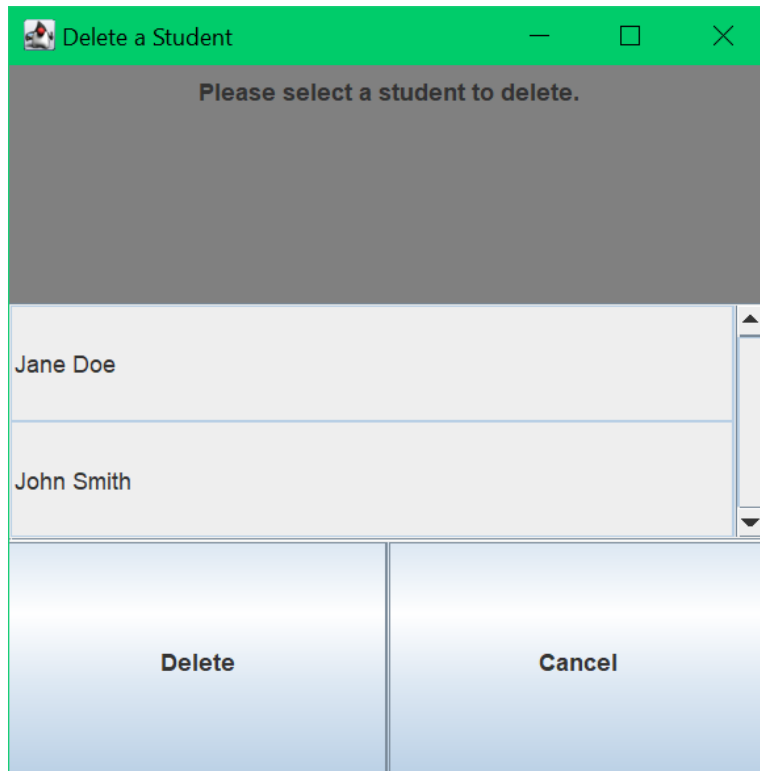 Delete a Student
Please select a student to delete.
Jane Doe
John Smith
Delete
Cancel